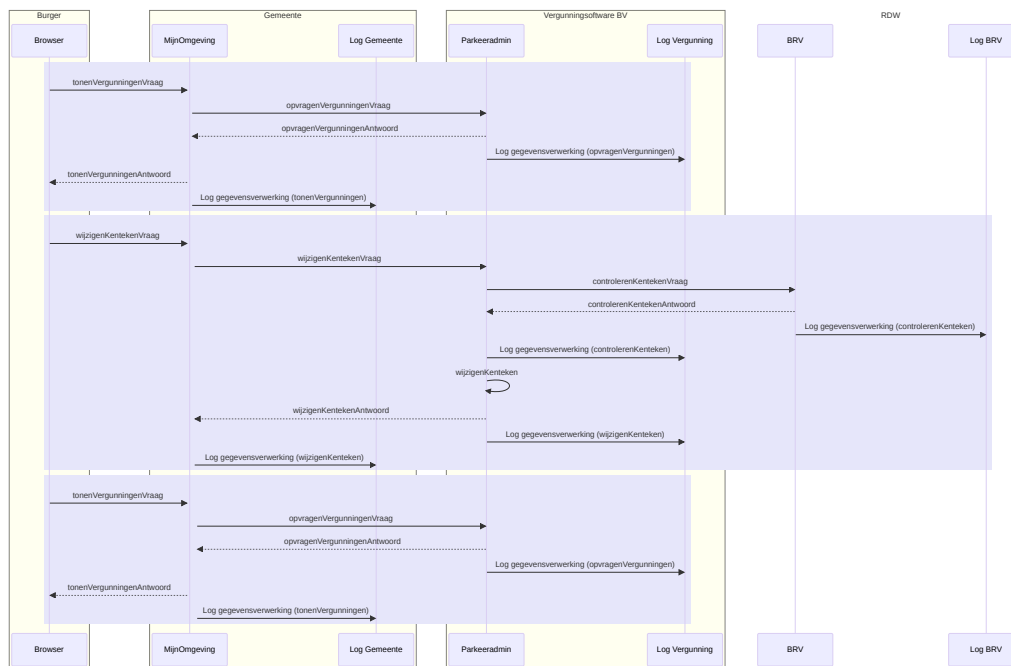 Burger
Gemeente
Vergunningsoftware BV
RDW
Browser
MijnOmgeving
Log Gemeente
Parkeeradmin
Log Vergunning
BRV
Log BRV
tonenVergunningenVraag
opvragenVergunningenVraag
opvragenVergunningenAntwoord
Log gegevensverwerking (opvragenVergunningen)
tonenVergunningenAntwoord
Log gegevensverwerking (tonenVergunningen)
wijzigenKentekenVraag
wijzigenKentekenVraag
controlerenKentekenVraag
controlerenKentekenAntwoord
Log gegevensverwerking (controlerenKenteken)
Log gegevensverwerking (controlerenKenteken)
wijzigenKenteken
wijzigenKentekenAntwoord
Log gegevensverwerking (wijzigenKenteken)
Log gegevensverwerking (wijzigenKenteken)
tonenVergunningenVraag
opvragenVergunningenVraag
opvragenVergunningenAntwoord
Log gegevensverwerking (opvragenVergunningen)
tonenVergunningenAntwoord
Log gegevensverwerking (tonenVergunningen)
Browser
MijnOmgeving
Log Gemeente
Parkeeradmin
Log Vergunning
BRV
Log BRV